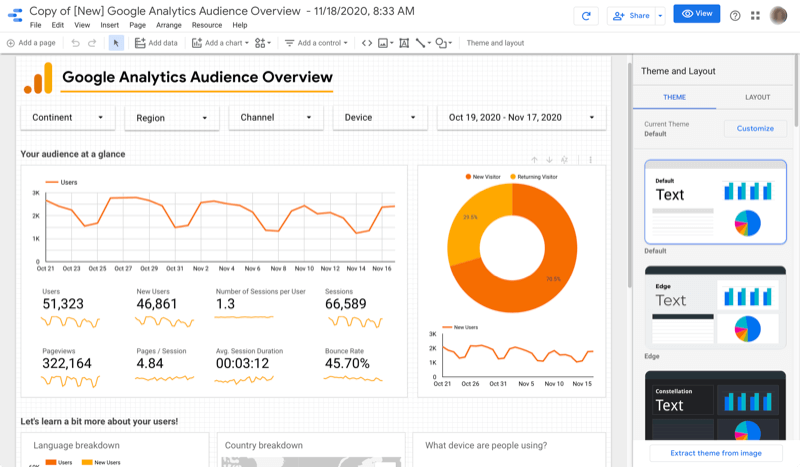 Copy of [New] Google Analytics Audience Overview - 11/18/2020, 8:33 AM
File Edit View Insert Page Arrange Resource Help
Share
View
Add a page
Add data
Add a chart
Add a control
Theme and layout
Google Analytics Audience Overview
Continent
Region
Channel
Device
Oct 19, 2020 - Nov 17, 2020
Your audience at a glance
Users
3K
2K
1K
0
Oct 21 Oct 23 Oct 25 Oct 27 Oct 29 Oct 31 Nov 2 Nov 4 Nov 6 Nov 8 Nov 10 Nov 12 Nov 14 Nov 16
Users
51,323
New Users
46,861
Number of Sessions per User
1.3
Sessions
66,589
Pageviews
322,164
Pages / Session
4.84
Avg. Session Duration
00:03:12
Bounce Rate
45.70%
New Visitor Returning Visitor
29.5%
70.5%
New Users
3K
2K
1K
0
Oct 21 Oct 26 Oct 31 Nov 5 Nov 10 Nov 15
Let's learn a bit more about your users!
Language breakdown
Users New Users
Country breakdown
What device are people using?
Theme and Layout
THEME
LAYOUT
Current Theme
Default
Customize
Default
Text
Default
Edge
Text
Edge
Constellation
Text
Extract theme from image